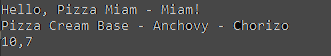 Hello, Pizza Miam - Miam!
Pizza Cream Base - Anchovy - Chorizo
10,7